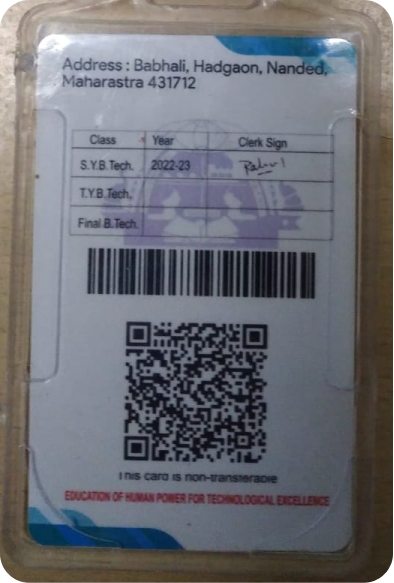 Address : Babhali, Hadgaon, Nanded,
Maharastra 431712
Class Year Clerk Sign
S.Y.B.Tech. 2022-23
T.Y.B.Tech.
Final B.Tech.
This card is non-transferable
EDUCATION OF HUMAN POWER FOR TECHNOLOGICAL EXCELLENCE